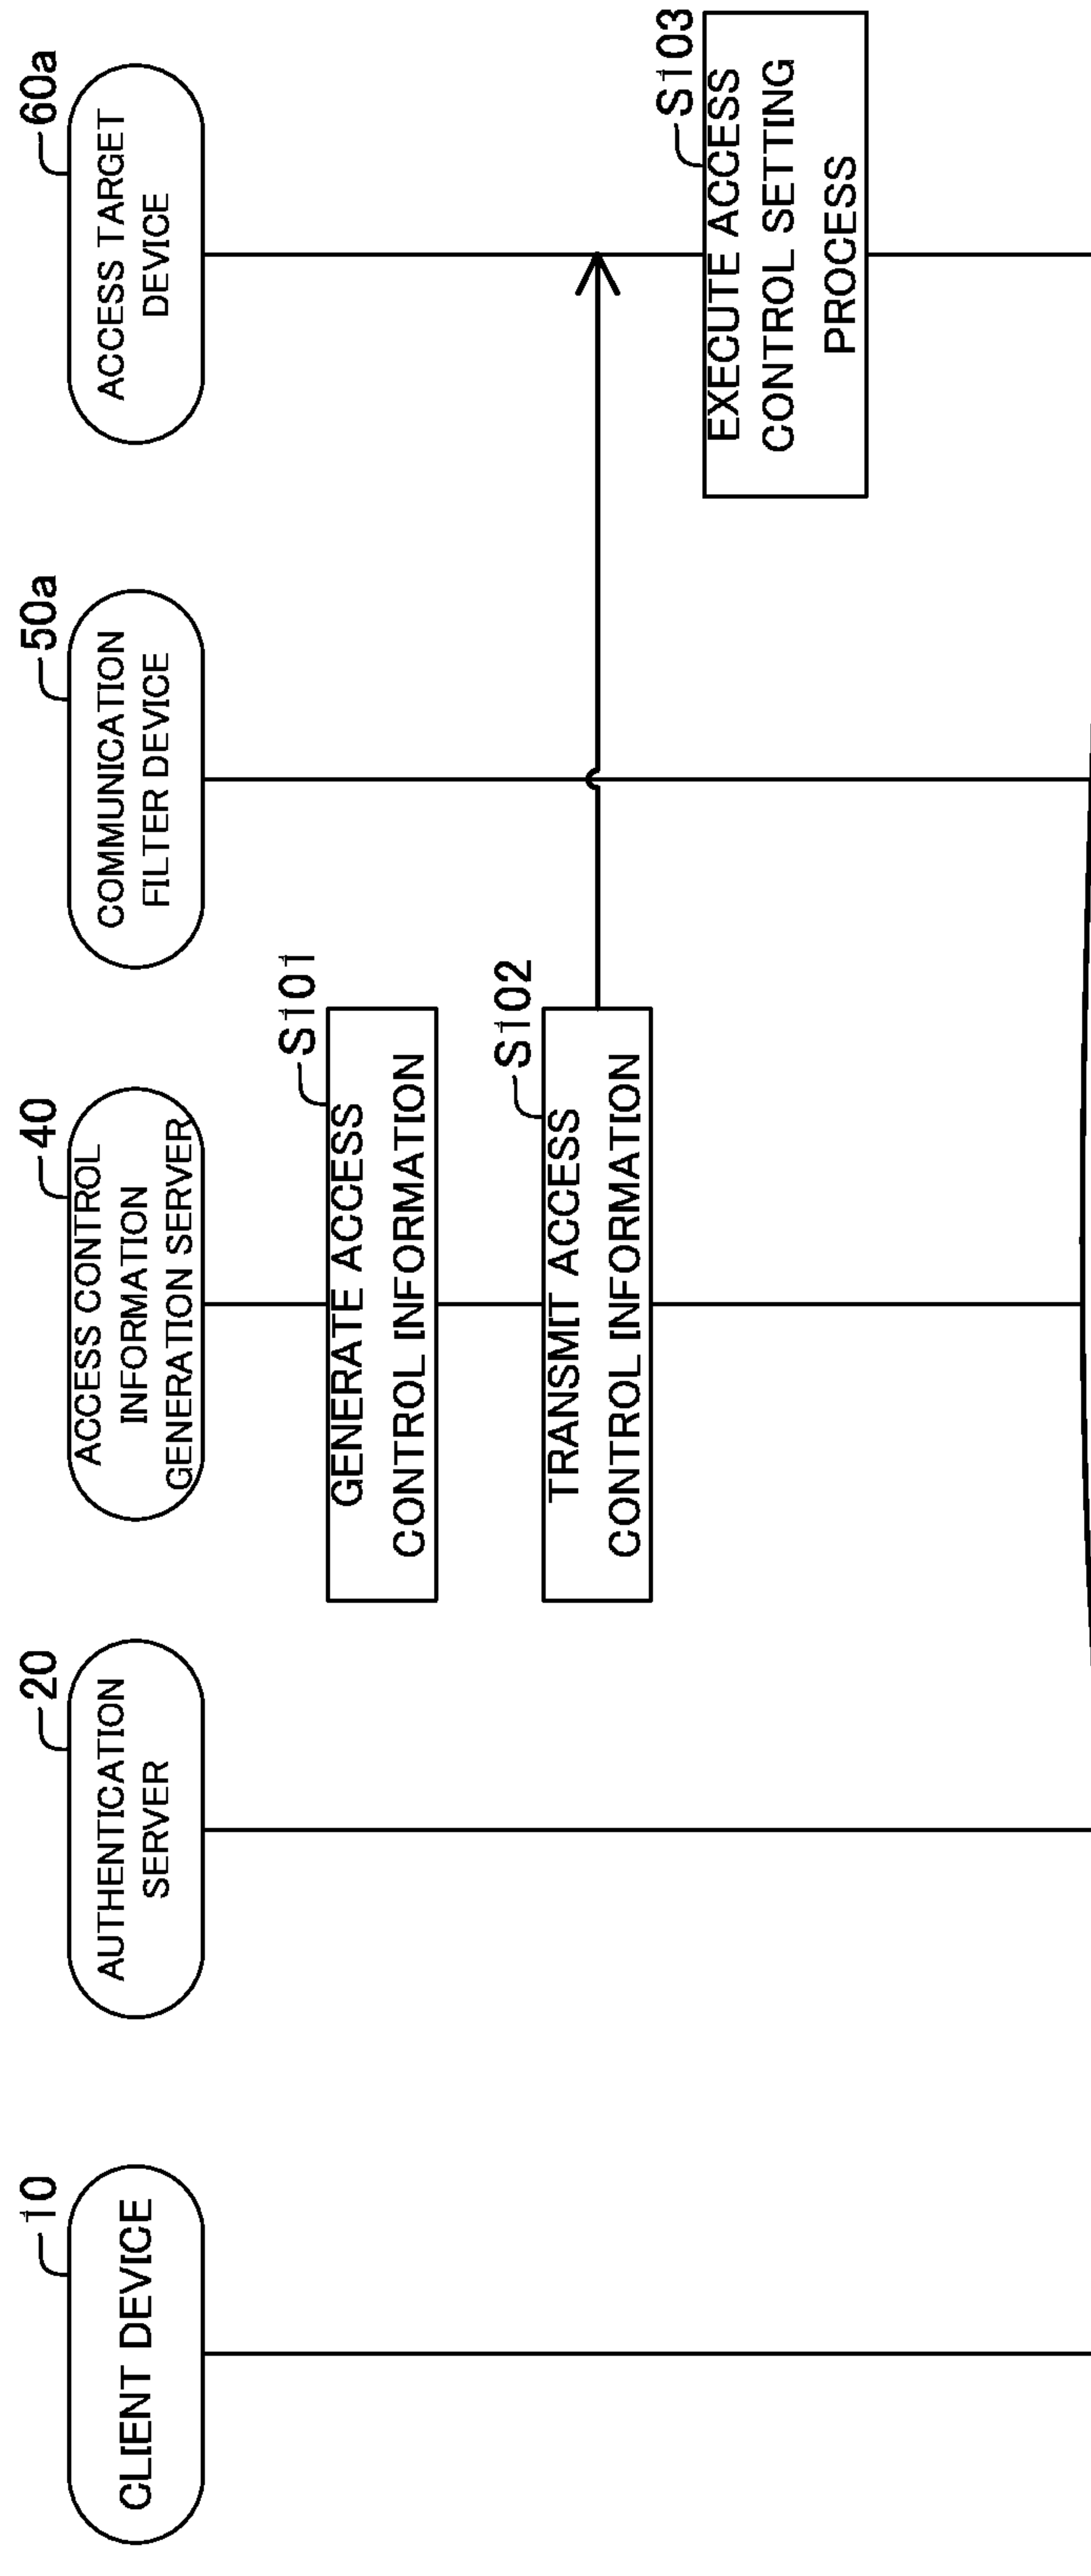 10
CLIENT DEVICE
20
AUTHENTICATION
SERVER
40
ACCESS CONTROL
INFORMATION
GENERATION SERVER
50a
COMMUNICATION
FILTER DEVICE
60a
ACCESS TARGET
DEVICE
S101
GENERATE ACCESS
CONTROL INFORMATION
S102
TRANSMIT ACCESS
CONTROL INFORMATION
S103
EXECUTE ACCESS
CONTROL SETTING
PROCESS